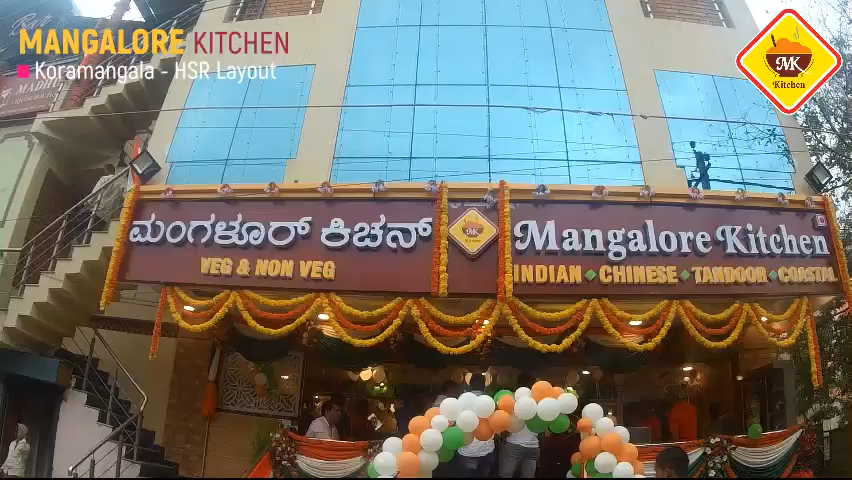 MANGALORE KITCHEN
Koramangala - HSR Layout
MK
Kitchen
MADHU
ಮಂಗಳೂರ್ ಕಿಚನ್
MK
Mangalore Kitchen
VEG & NON VEG
INDIAN CHINESE TANDOOR COASTAL